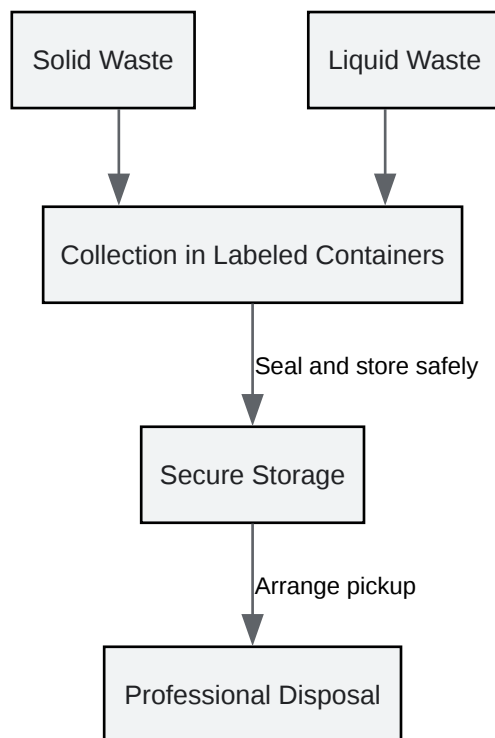 Solid Waste
Liquid Waste
Collection in Labeled Containers
Seal and store safely
Secure Storage
Arrange pickup
Professional Disposal